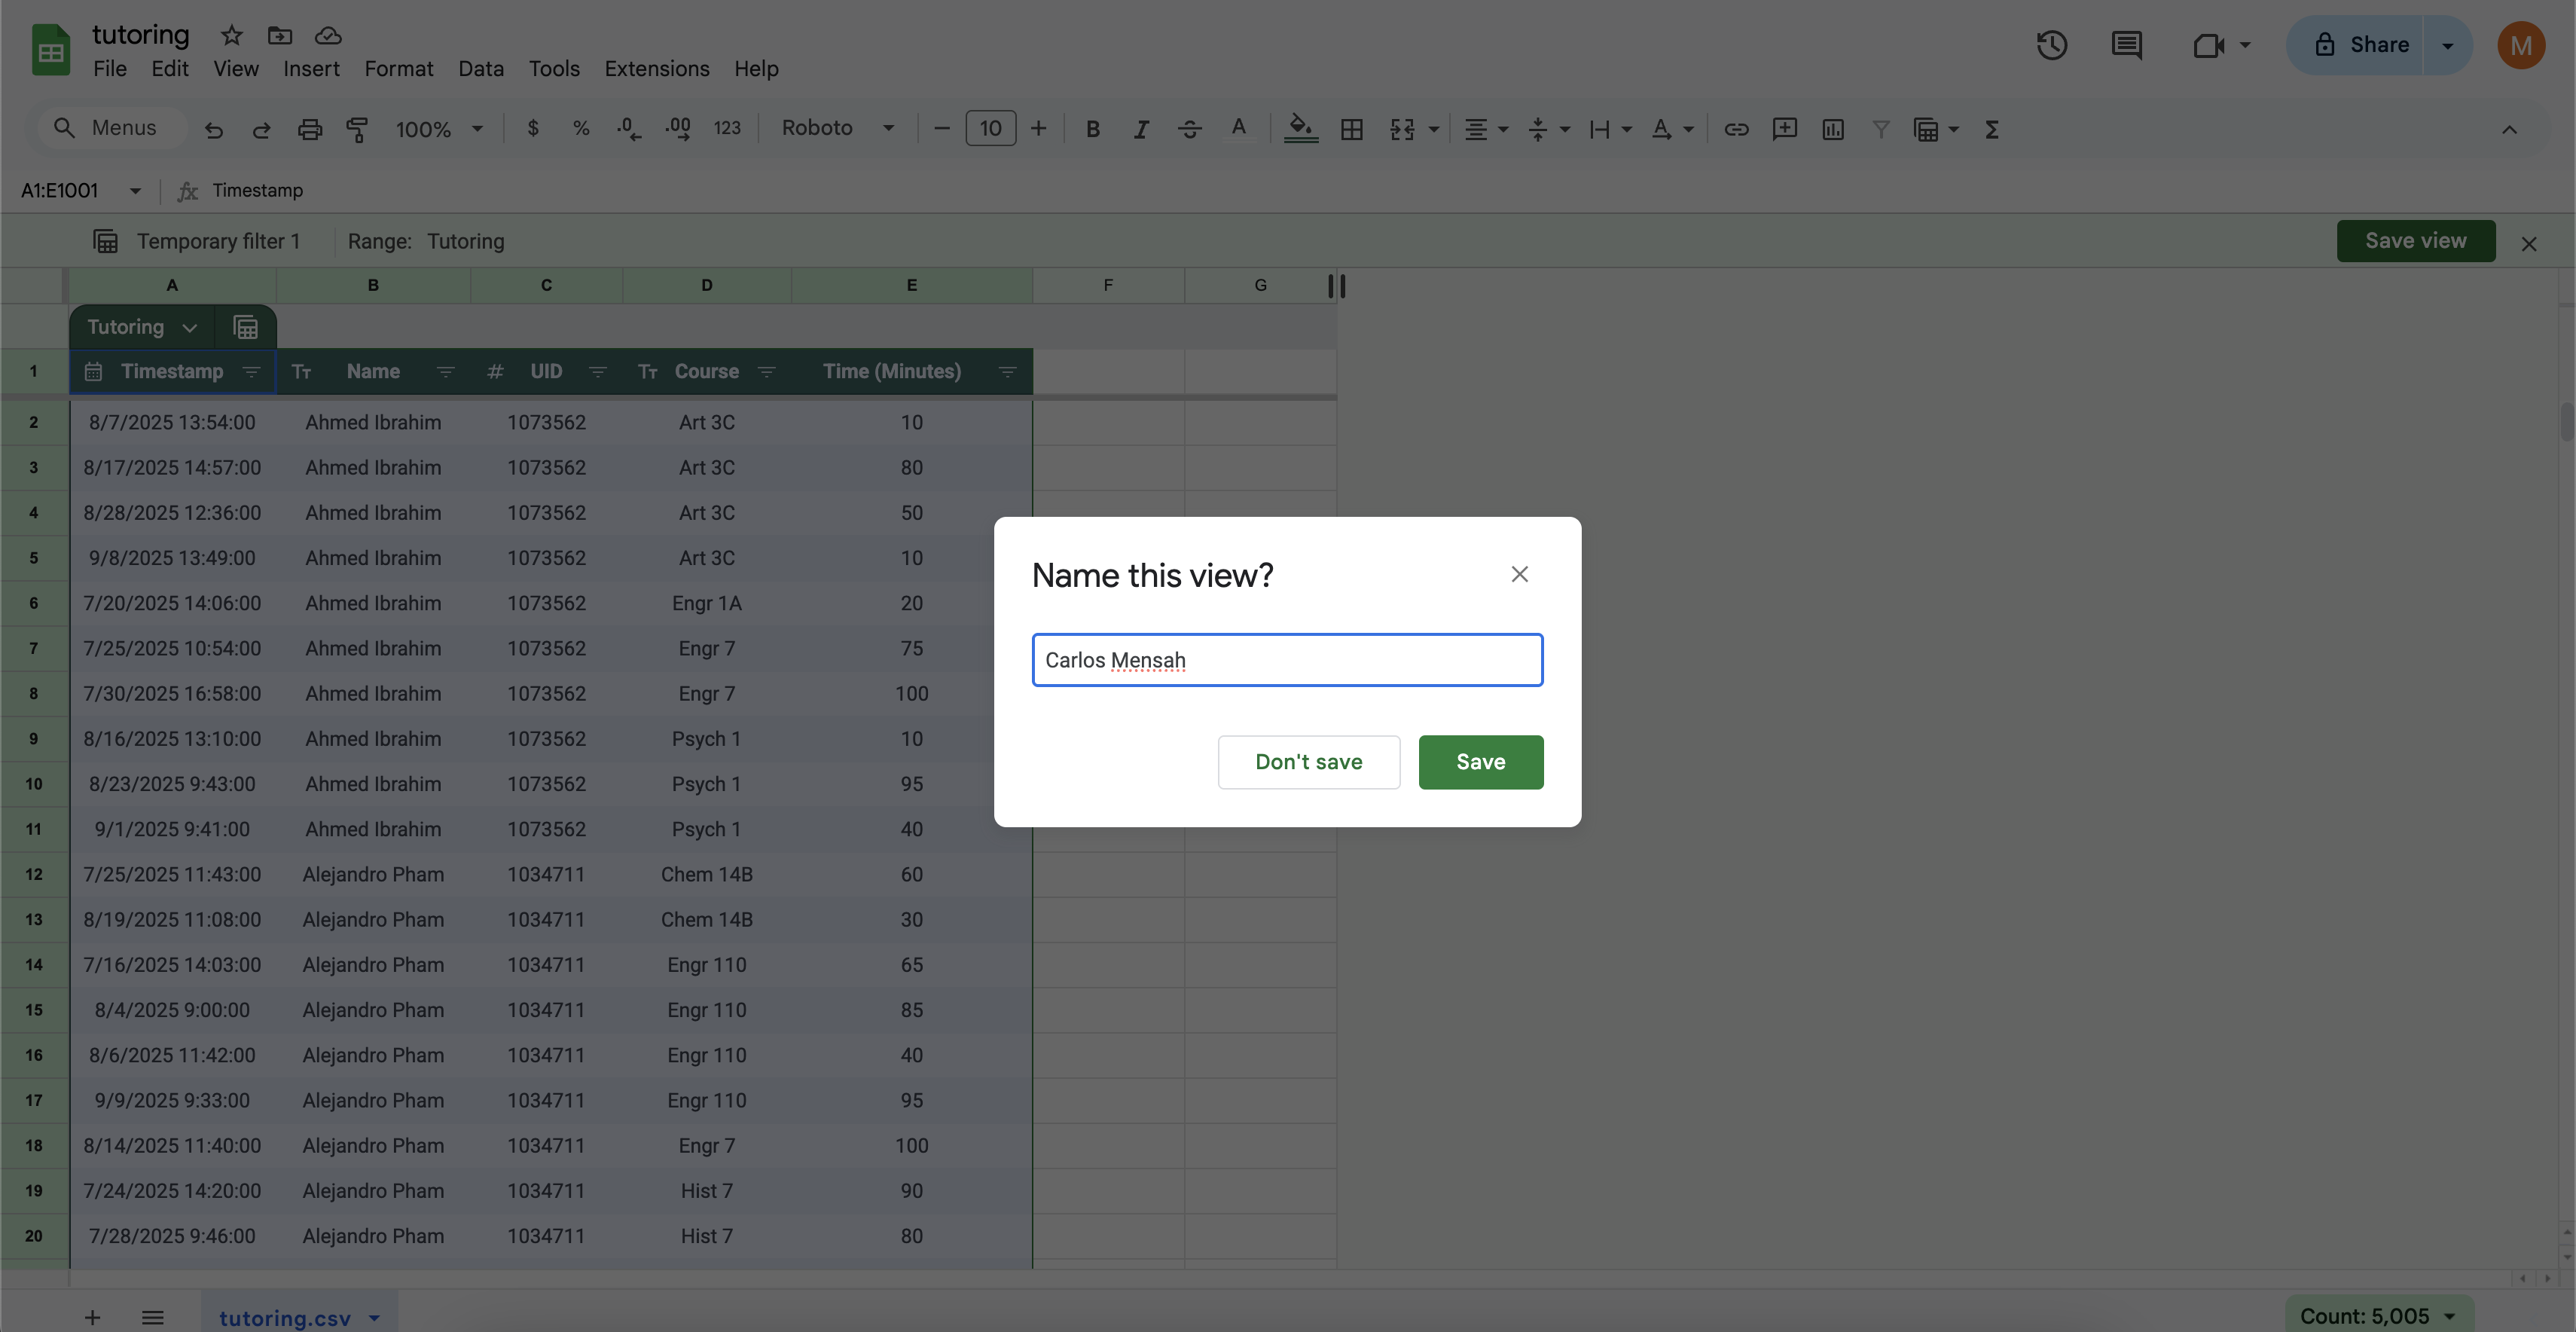 tutoring
File Edit View Insert Format Data Tools Extensions Help
Share
M
Menus 100% $ % .0 .00 123 Roboto 10 B I A
A1:E1001 fx Timestamp
Temporary filter 1 Range: Tutoring Save view
A B C D E F G
Tutoring
1 Timestamp Name UID Course Time (Minutes)
2 8/7/2025 13:54:00 Ahmed Ibrahim 1073562 Art 3C 10
3 8/17/2025 14:57:00 Ahmed Ibrahim 1073562 Art 3C 80
4 8/28/2025 12:36:00 Ahmed Ibrahim 1073562 Art 3C 50
5 9/8/2025 13:49:00 Ahmed Ibrahim 1073562 Art 3C 10
6 7/20/2025 14:06:00 Ahmed Ibrahim 1073562 Engr 1A 20
7 7/25/2025 10:54:00 Ahmed Ibrahim 1073562 Engr 7 75
8 7/30/2025 16:58:00 Ahmed Ibrahim 1073562 Engr 7 100
9 8/16/2025 13:10:00 Ahmed Ibrahim 1073562 Psych 1 10
10 8/23/2025 9:43:00 Ahmed Ibrahim 1073562 Psych 1 95
11 9/1/2025 9:41:00 Ahmed Ibrahim 1073562 Psych 1 40
12 7/25/2025 11:43:00 Alejandro Pham 1034711 Chem 14B 60
13 8/19/2025 11:08:00 Alejandro Pham 1034711 Chem 14B 30
14 7/16/2025 14:03:00 Alejandro Pham 1034711 Engr 110 65
15 8/4/2025 9:00:00 Alejandro Pham 1034711 Engr 110 85
16 8/6/2025 11:42:00 Alejandro Pham 1034711 Engr 110 40
17 9/9/2025 9:33:00 Alejandro Pham 1034711 Engr 110 95
18 8/14/2025 11:40:00 Alejandro Pham 1034711 Engr 7 100
19 7/24/2025 14:20:00 Alejandro Pham 1034711 Hist 7 90
20 7/28/2025 9:46:00 Alejandro Pham 1034711 Hist 7 80
Name this view?
Carlos Mensah
Don't save Save
tutoring.csv Count: 5,005